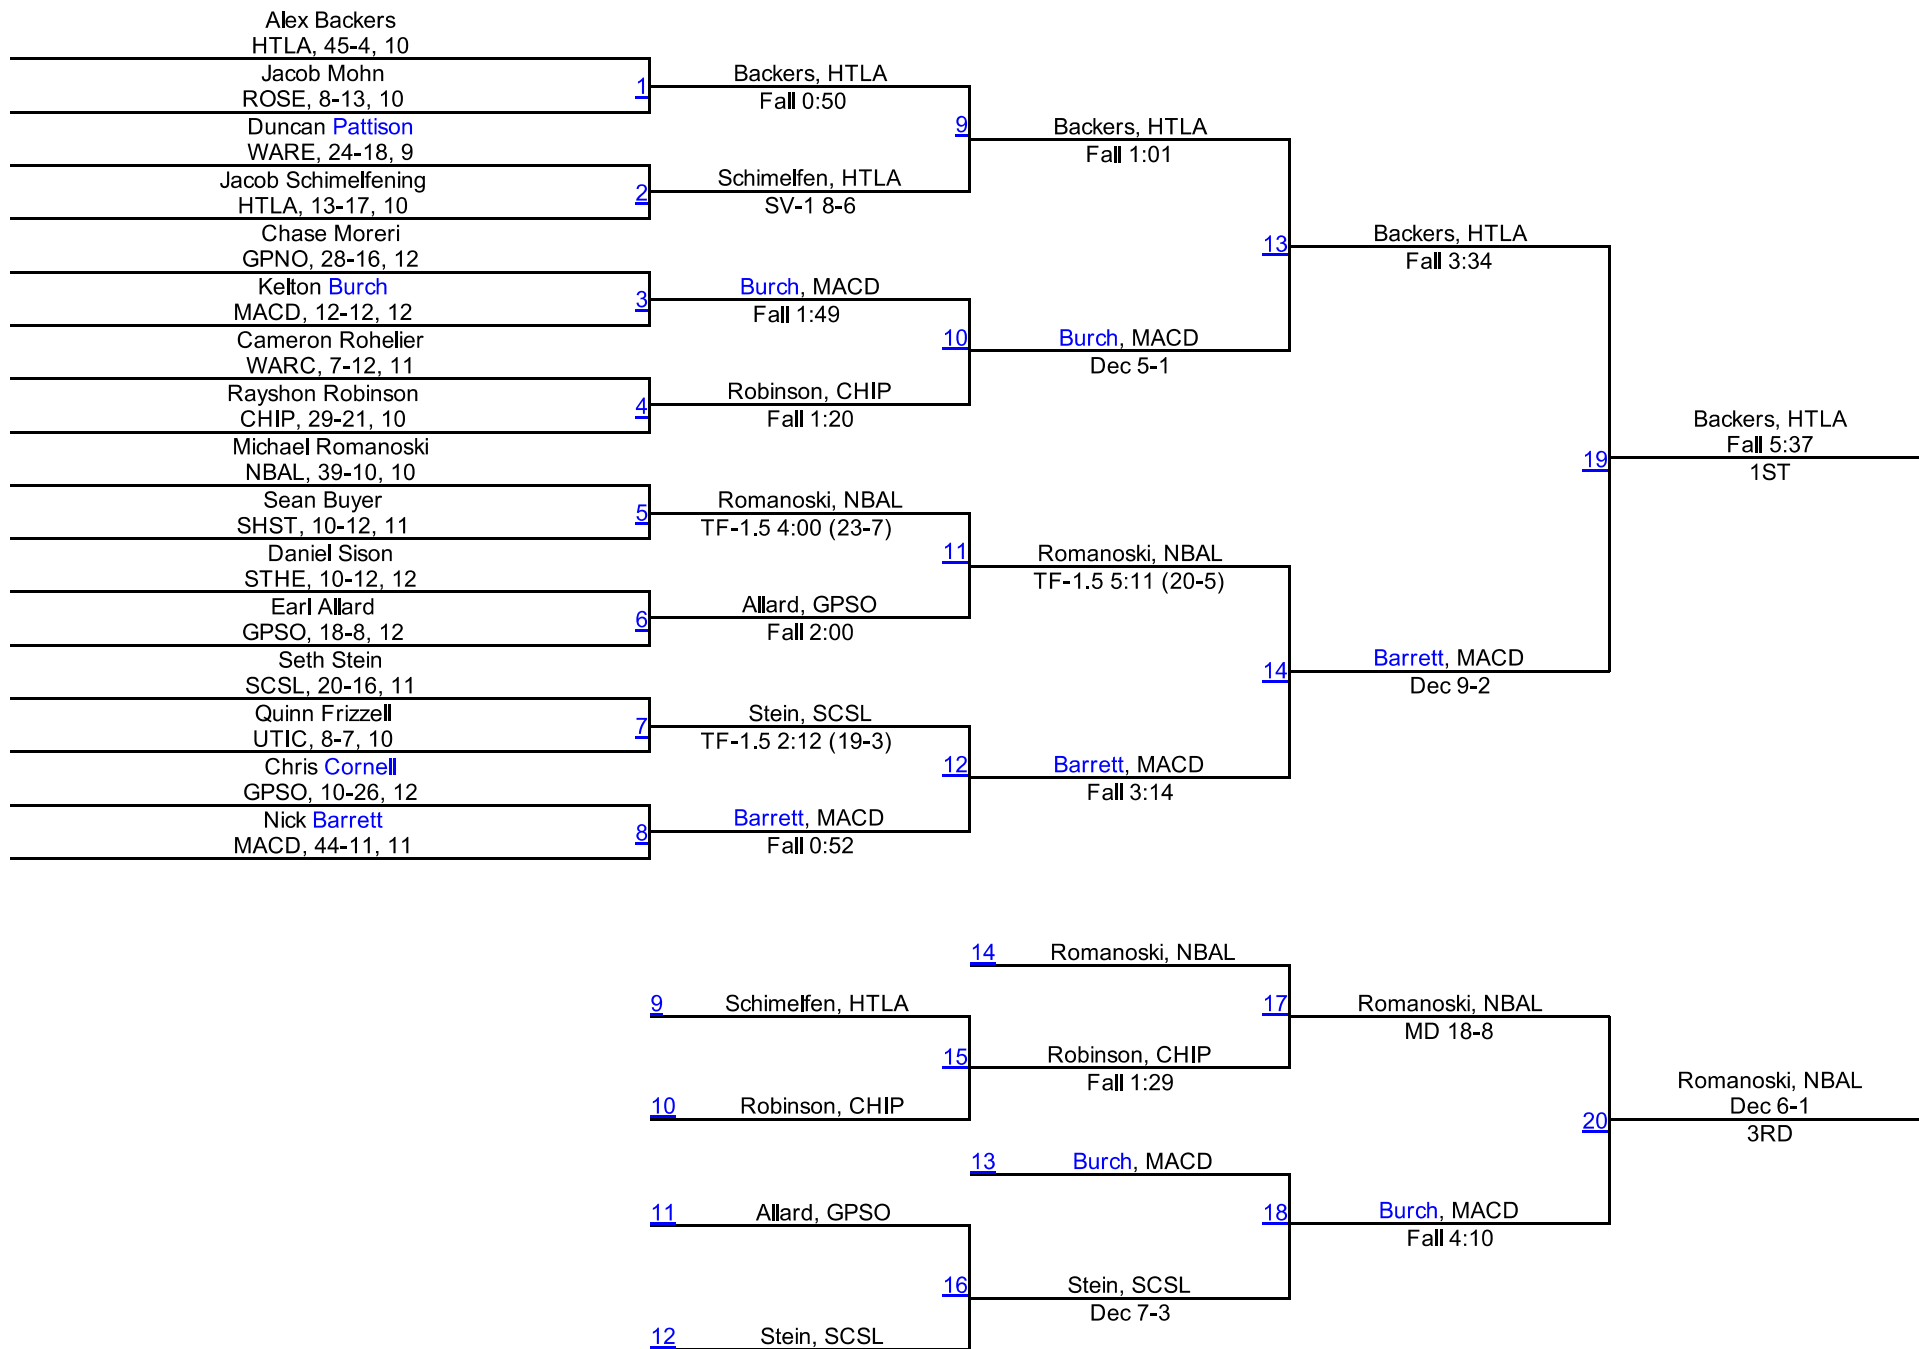 Alex Backers
HTLA, 45-4, 10
Jacob Mohn
ROSE, 8-13, 10
Duncan Pattison
WARE, 24-18, 9
Jacob Schimelfening
HTLA, 13-17, 10
Chase Moreri
GPNO, 28-16, 12
Kelton Burch
MACD, 12-12, 12
Cameron Rohelier
WARC, 7-12, 11
Rayshon Robinson
CHIP, 29-21, 10
Michael Romanoski
NBAL, 39-10, 10
Sean Buyer
SHST, 10-12, 11
Daniel Sison
STHE, 10-12, 12
Earl Allard
GPSO, 18-8, 12
Seth Stein
SCSL, 20-16, 11
Quinn Frizzell
UTIC, 8-7, 10
Chris Cornell
GPSO, 10-26, 12
Nick Barrett
MACD, 44-11, 11
1
Backers, HTLA
Fall 0:50
2
Schimelfen, HTLA
SV-1 8-6
3
Burch, MACD
Fall 1:49
4
Robinson, CHIP
Fall 1:20
5
Romanoski, NBAL
TF-1.5 4:00 (23-7)
6
Allard, GPSO
Fall 2:00
7
Stein, SCSL
TF-1.5 2:12 (19-3)
8
Barrett, MACD
Fall 0:52
9
Backers, HTLA
Fall 1:01
10
Burch, MACD
Dec 5-1
11
Romanoski, NBAL
TF-1.5 5:11 (20-5)
12
Barrett, MACD
Fall 3:14
13
Backers, HTLA
Fall 3:34
14
Barrett, MACD
Dec 9-2
19
Backers, HTLA
Fall 5:37
1ST
9
Schimelfen, HTLA
10
Robinson, CHIP
11
Allard, GPSO
12
Stein, SCSL
14
Romanoski, NBAL
15
Robinson, CHIP
Fall 1:29
13
Burch, MACD
16
Stein, SCSL
Dec 7-3
17
Romanoski, NBAL
MD 18-8
18
Burch, MACD
Fall 4:10
20
Romanoski, NBAL
Dec 6-1
3RD